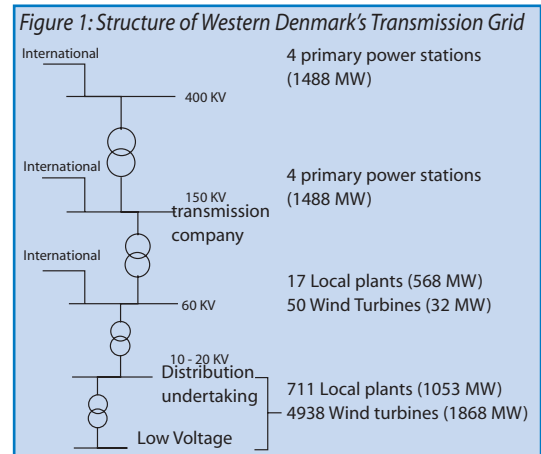 Figure 1: Structure of Western Denmark's Transmission Grid
International
4 primary power stations
(1488 MW)
400 KV
International
4 primary power stations
(1488 MW)
150 KV
transmission
company
International
17 Local plants (568 MW)
50 Wind Turbines (32 MW)
60 KV
10 - 20 KV
Distribution
undertaking
711 Local plants (1053 MW)
4938 Wind turbines (1868 MW)
Low Voltage